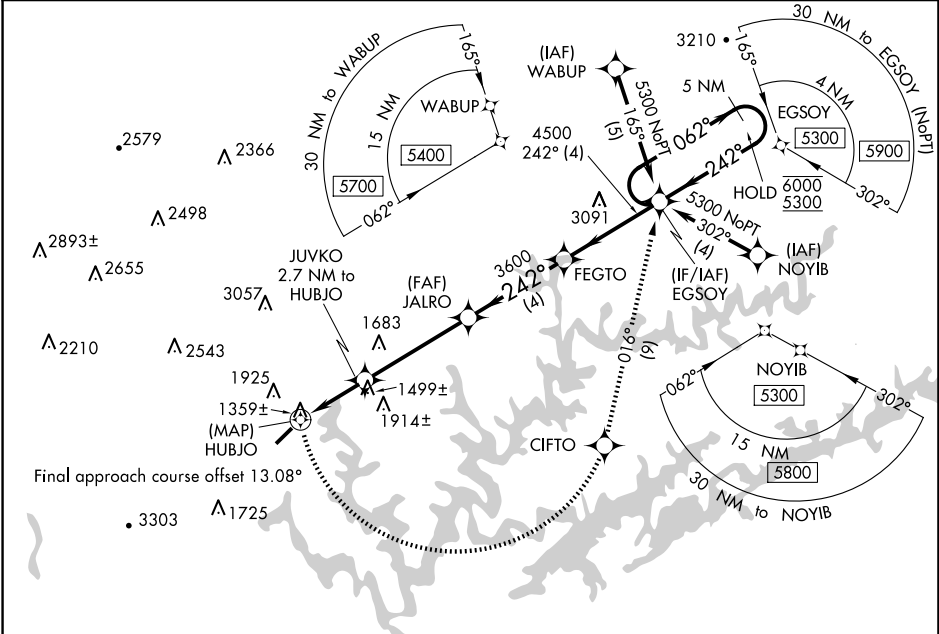 30 NM to WABUP
15 NM
165°
WABUP
5400
5700
062°
(IAF)
WABUP
5300 NoPT
165°
(5)
3210
165°
30 NM to EGSOY (NoPT)
4 NM
EGSOY
5300
5900
302°
5 NM
062°
242°
HOLD
6000
5300
4500
242° (4)
2579
2366
2498
2893±
2655
3057
2210
2543
3091
5300 NoPT
302°
(4)
(IAF)
NOYIB
(IF/IAF)
EGSOY
FEGTO
3600
242°
(4)
(FAF)
JALRO
JUVKO
2.7 NM to
HUBJO
1683
1925
1499±
1914±
1359±
(MAP)
HUBJO
016°
(9)
CIFTO
Final approach course offset 13.08°
1725
3303
062°
NOYIB
5300
302°
15 NM
5800
30 NM to NOYIB